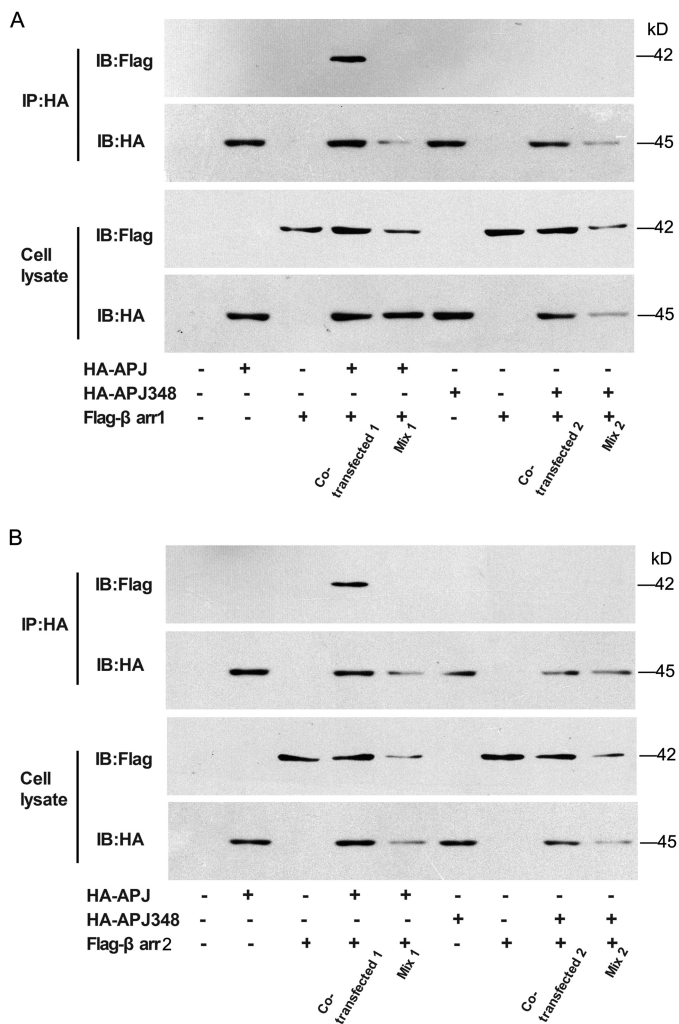 A
kD
IB:Flag
42
IP:HA
IB:HA
45
IB:Flag
42
Cell
lysate
IB:HA
45
HA-APJ - + - + + - - - -
HA-APJ348 - - - - - + - + +
Flag-β arr1 - - + + + - + + +
Co-
transfected 1
Mix 1
Co-
transfected 2
Mix 2
B
kD
IB:Flag
42
IP:HA
IB:HA
45
IB:Flag
42
Cell
lysate
IB:HA
45
HA-APJ - + - + + - - - -
HA-APJ348 - - - - - + - + +
Flag-β arr2 - - + + + - + + +
Co-
transfected 1
Mix 1
Co-
transfected 2
Mix 2